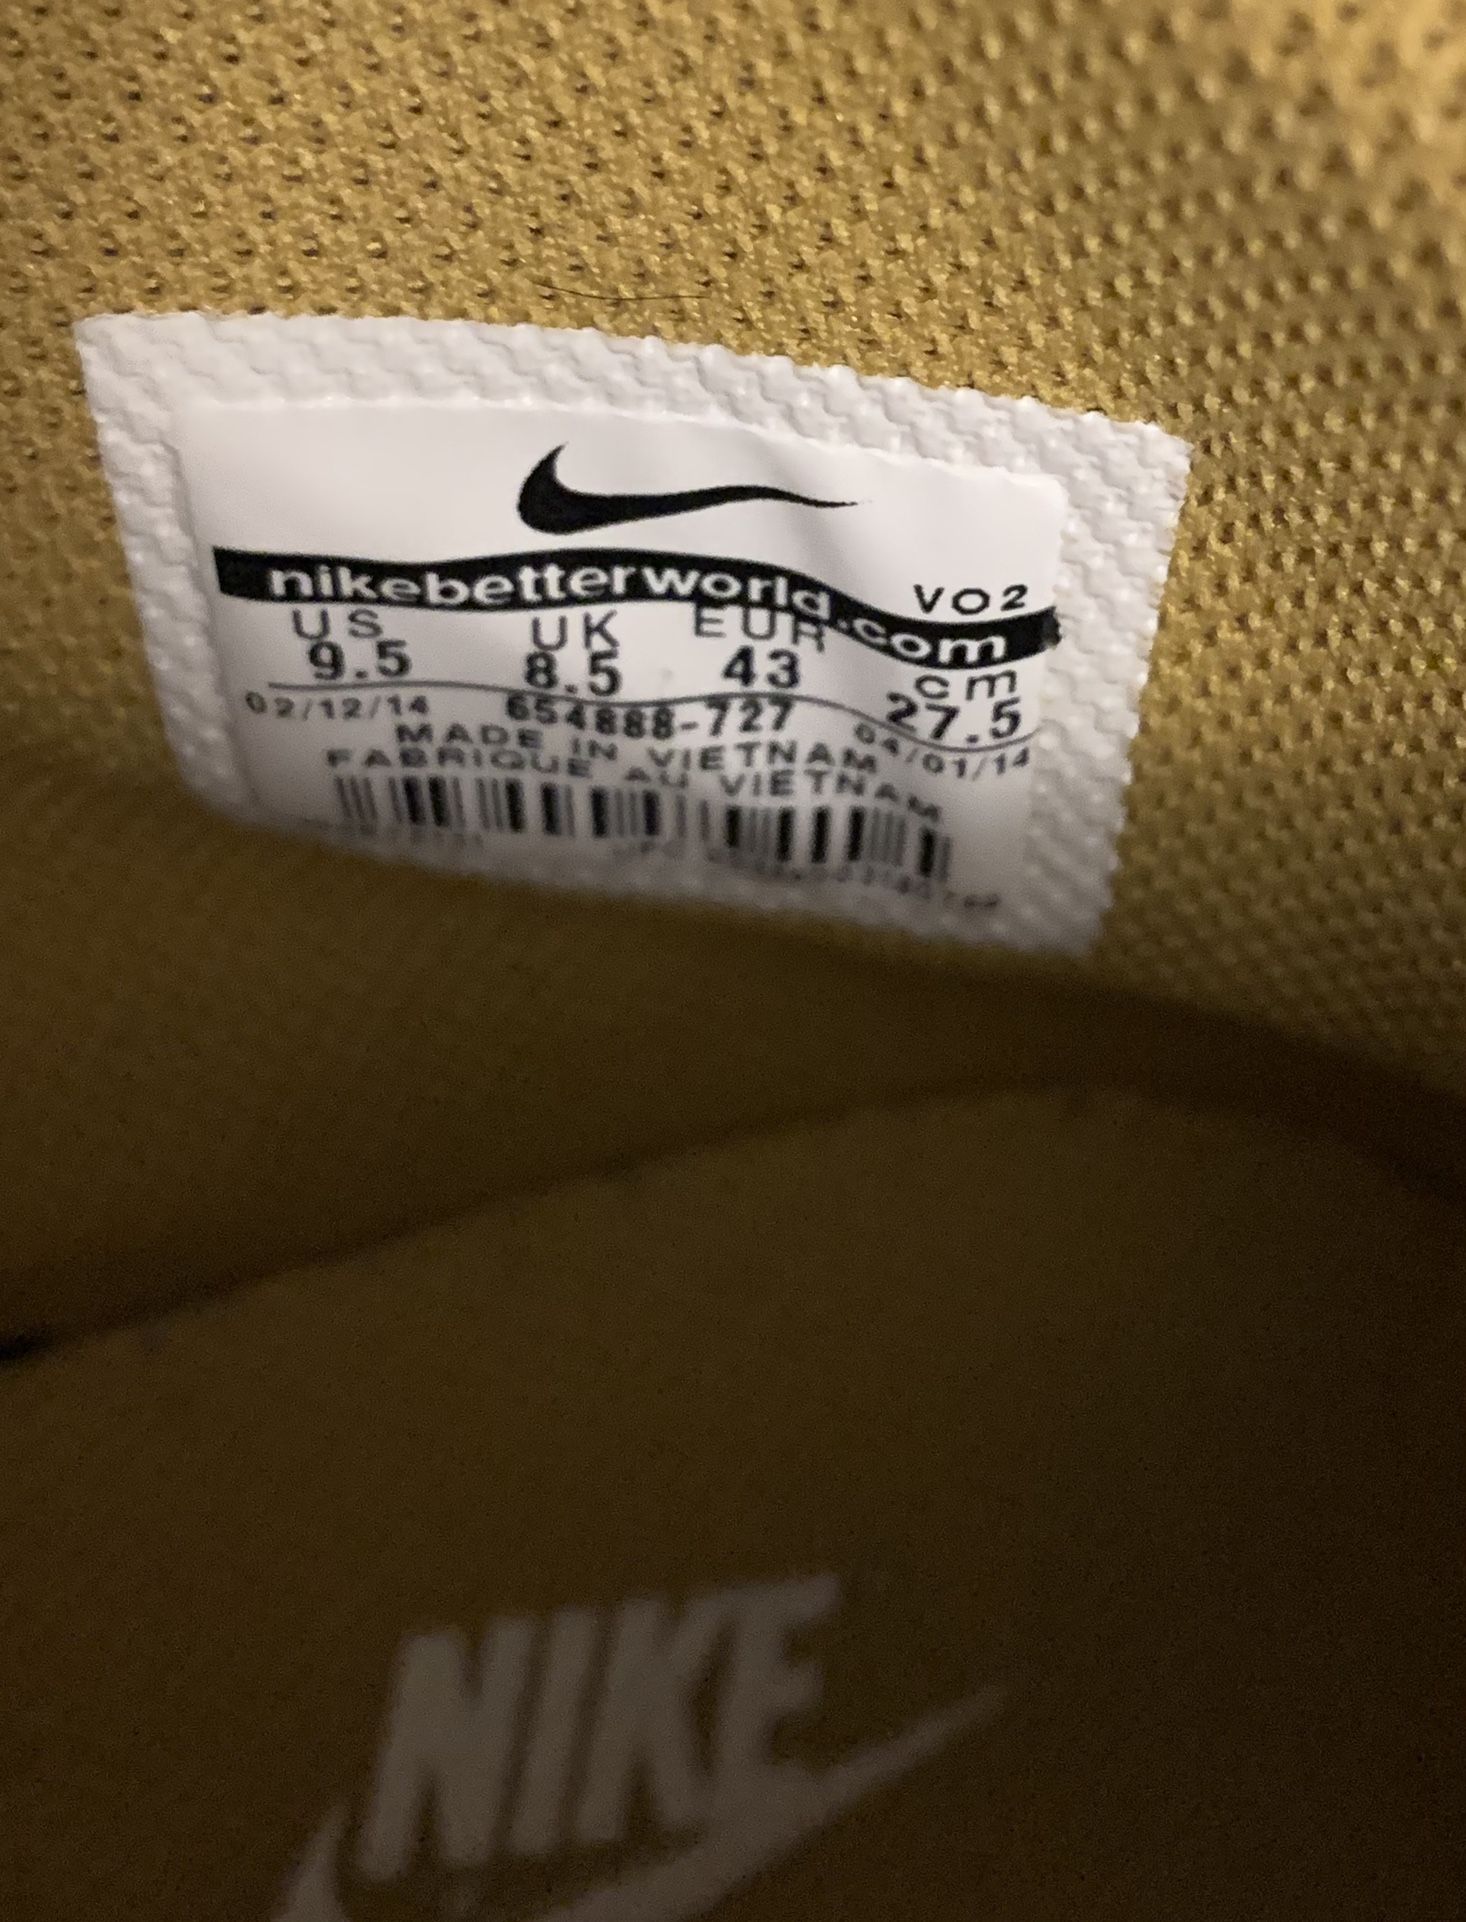 nikebetterworld.com
VO2
US UK EUR cm
9.5 8.5 43 27.5
02/12/14 654888-727 04/01/14
MADE IN VIETNAM
FABRIQUE AU VIETNAM
NIKE